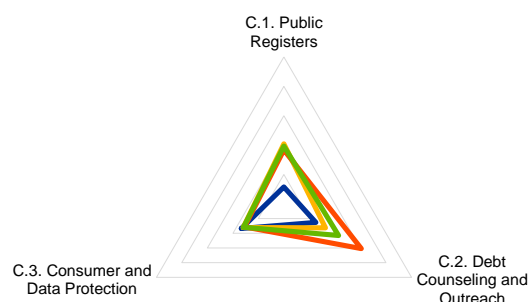 C.1. Public
Registers
C.3. Consumer and
Data Protection
C.2. Debt
Counseling and
Outreach